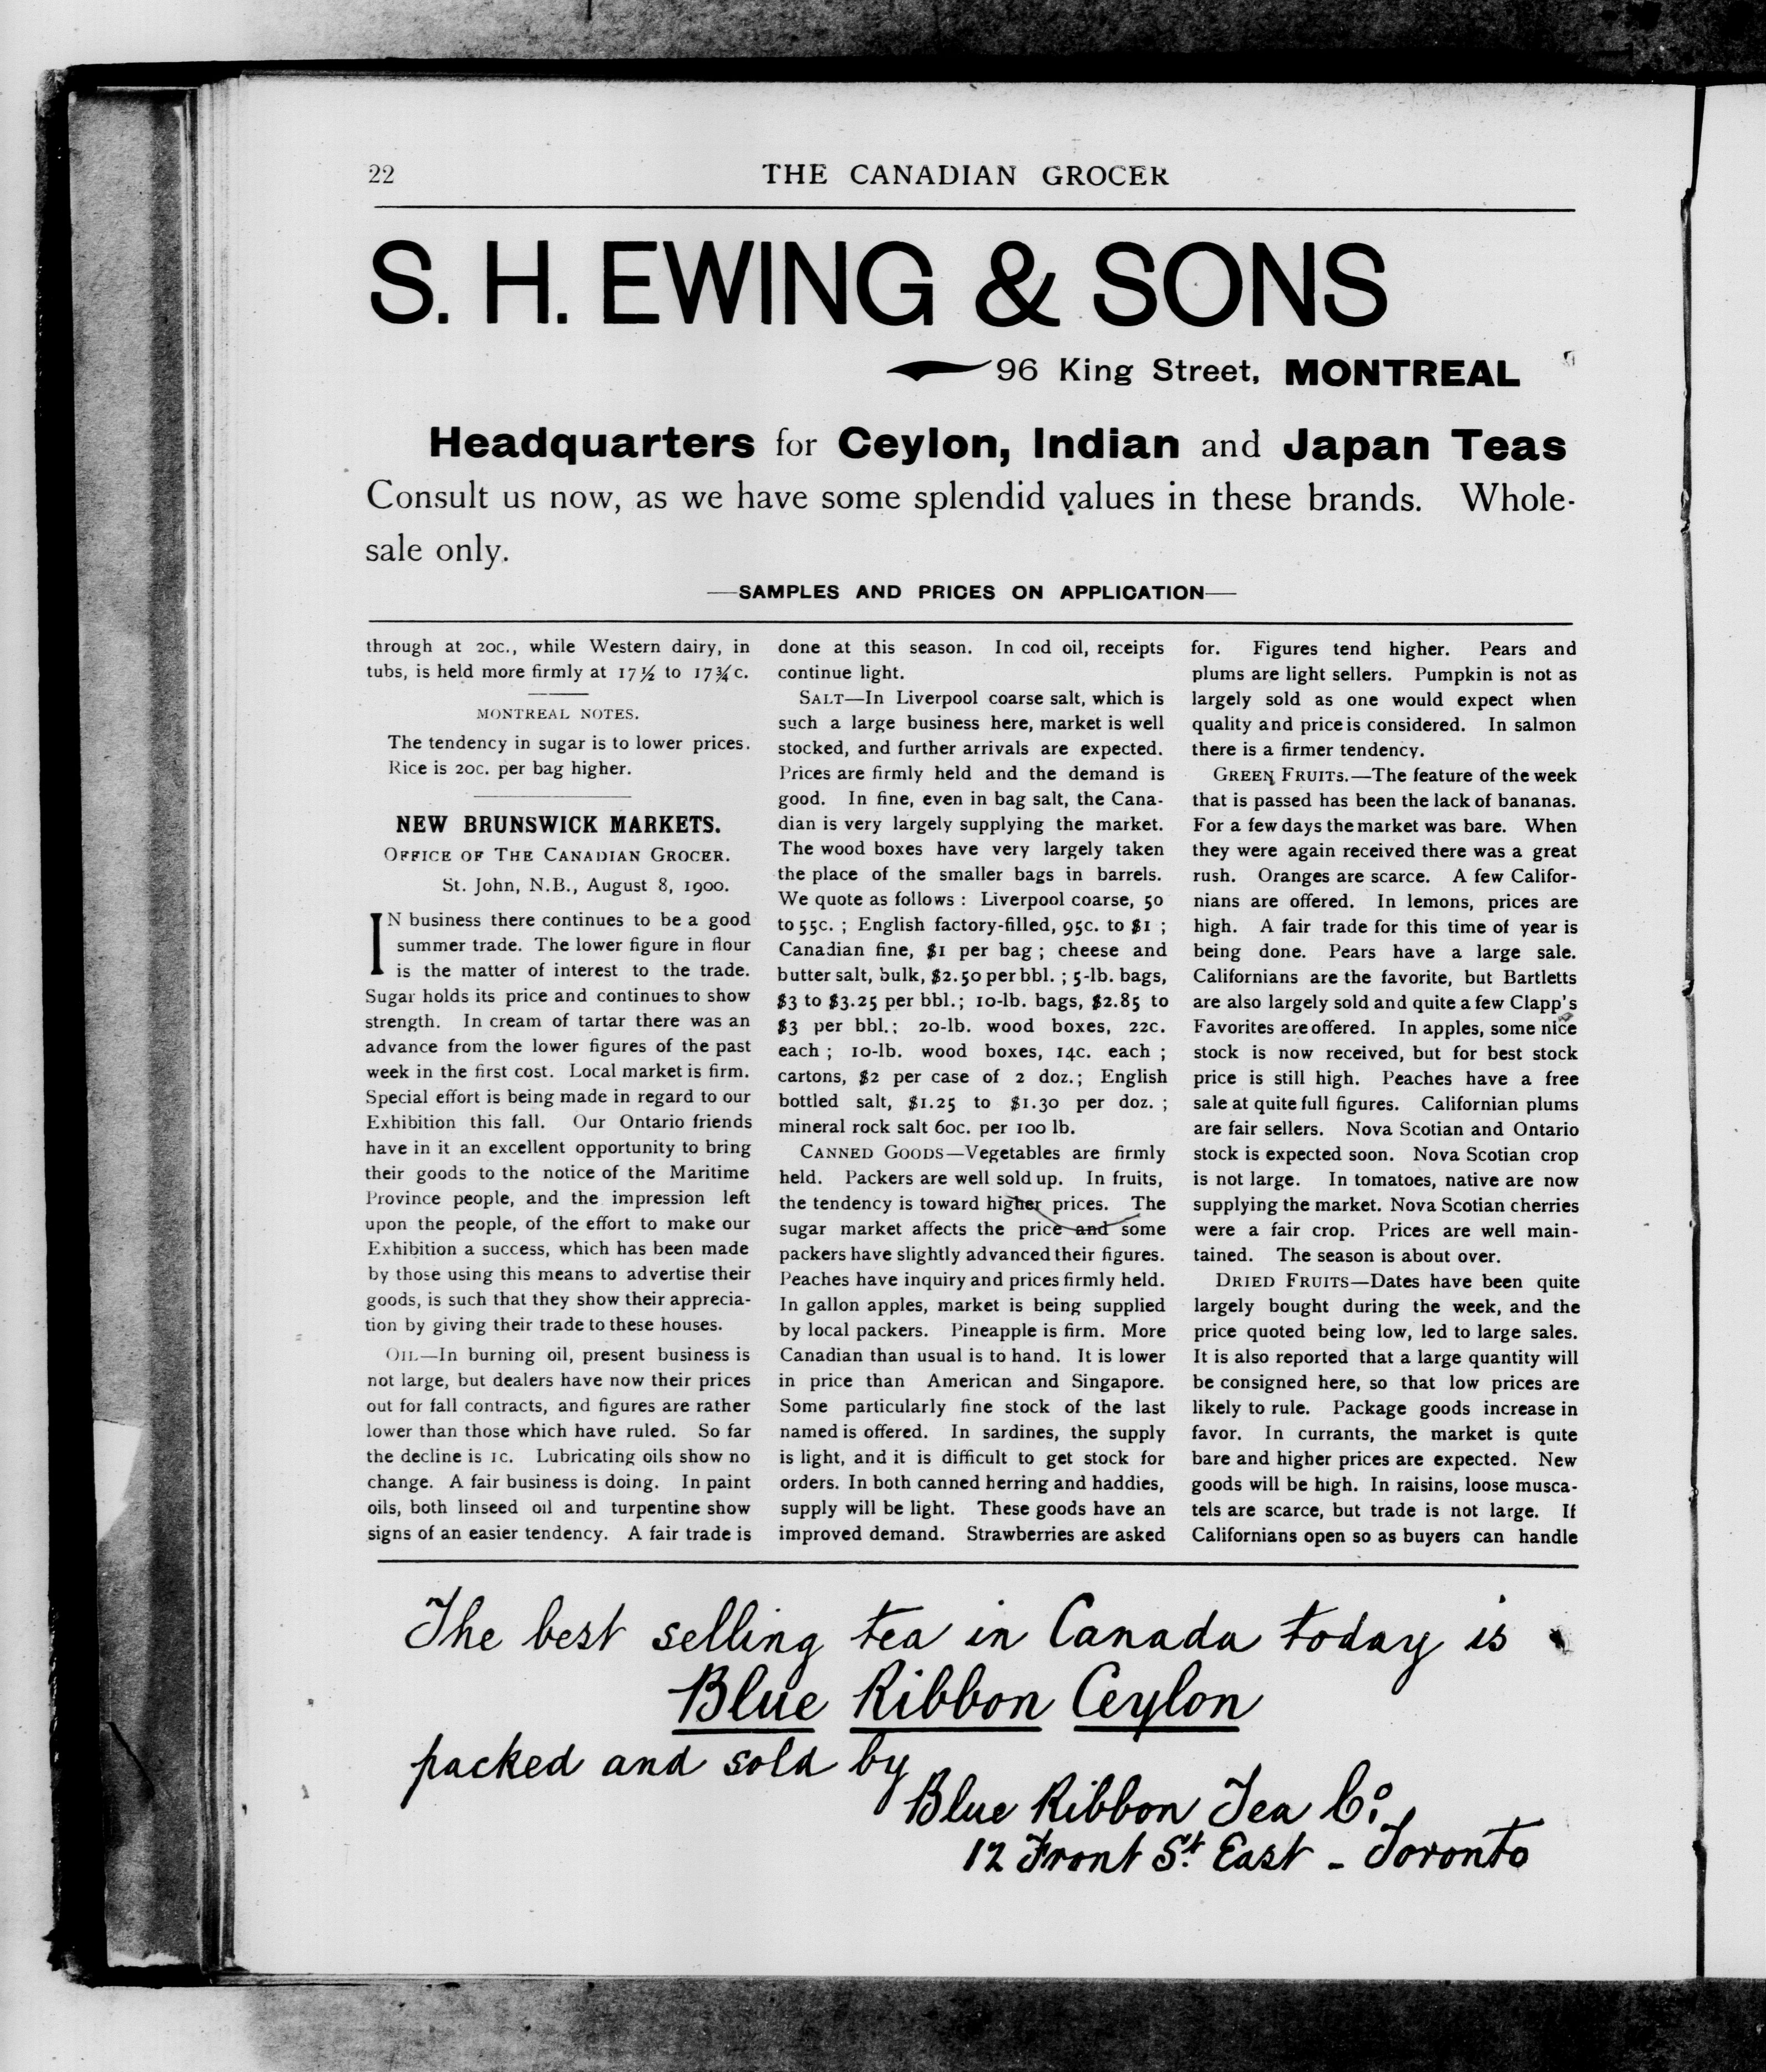 22
THE CANADIAN GROCER
S. H. EWING & SONS
96 King Street, MONTREAL
Headquarters for Ceylon, Indian and Japan Teas
Consult us now, as we have some splendid values in these brands. Whole-
sale only.
—SAMPLES AND PRICES ON APPLICATION—
through at 20c., while Western dairy, in
tubs, is held more firmly at 17½ to 17¾c.
MONTREAL NOTES.
The tendency in sugar is to lower prices.
Rice is 20c. per bag higher.
NEW BRUNSWICK MARKETS.
OFFICE OF THE CANADIAN GROCER.
St. John, N.B., August 8, 1900.
IN business there continues to be a good
summer trade. The lower figure in flour
is the matter of interest to the trade.
Sugar holds its price and continues to show
strength. In cream of tartar there was an
advance from the lower figures of the past
week in the first cost. Local market is firm.
Special effort is being made in regard to our
Exhibition this fall. Our Ontario friends
have in it an excellent opportunity to bring
their goods to the notice of the Maritime
Province people, and the impression left
upon the people, of the effort to make our
Exhibition a success, which has been made
by those using this means to advertise their
goods, is such that they show their apprecia-
tion by giving their trade to these houses.
OIL—In burning oil, present business is
not large, but dealers have now their prices
out for fall contracts, and figures are rather
lower than those which have ruled. So far
the decline is 1c. Lubricating oils show no
change. A fair business is doing. In paint
oils, both linseed oil and turpentine show
signs of an easier tendency. A fair trade is
done at this season. In cod oil, receipts
continue light.
SALT—In Liverpool coarse salt, which is
such a large business here, market is well
stocked, and further arrivals are expected.
Prices are firmly held and the demand is
good. In fine, even in bag salt, the Cana-
dian is very largely supplying the market.
The wood boxes have very largely taken
the place of the smaller bags in barrels.
We quote as follows : Liverpool coarse, 50
to 55c. ; English factory-filled, 95c. to $1 ;
Canadian fine, $1 per bag ; cheese and
butter salt, bulk, $2.50 per bbl. ; 5-lb. bags,
$3 to $3.25 per bbl.; 10-lb. bags, $2.85 to
$3 per bbl.; 20-lb. wood boxes, 22c.
each ; 10-lb. wood boxes, 14c. each ;
cartons, $2 per case of 2 doz.; English
bottled salt, $1.25 to $1.30 per doz. ;
mineral rock salt 60c. per 100 lb.
CANNED GOODS—Vegetables are firmly
held. Packers are well sold up. In fruits,
the tendency is toward higher prices. The
sugar market affects the price and some
packers have slightly advanced their figures.
Peaches have inquiry and prices firmly held.
In gallon apples, market is being supplied
by local packers. Pineapple is firm. More
Canadian than usual is to hand. It is lower
in price than American and Singapore.
Some particularly fine stock of the last
named is offered. In sardines, the supply
is light, and it is difficult to get stock for
orders. In both canned herring and haddies,
supply will be light. These goods have an
improved demand. Strawberries are asked
for. Figures tend higher. Pears and
plums are light sellers. Pumpkin is not as
largely sold as one would expect when
quality and price is considered. In salmon
there is a firmer tendency.
GREEN FRUITS.—The feature of the week
that is passed has been the lack of bananas.
For a few days the market was bare. When
they were again received there was a great
rush. Oranges are scarce. A few Califor-
nians are offered. In lemons, prices are
high. A fair trade for this time of year is
being done. Pears have a large sale.
Californians are the favorite, but Bartletts
are also largely sold and quite a few Clapp's
Favorites are offered. In apples, some nice
stock is now received, but for best stock
price is still high. Peaches have a free
sale at quite full figures. Californian plums
are fair sellers. Nova Scotian and Ontario
stock is expected soon. Nova Scotian crop
is not large. In tomatoes, native are now
supplying the market. Nova Scotian cherries
were a fair crop. Prices are well main-
tained. The season is about over.
DRIED FRUITS—Dates have been quite
largely bought during the week, and the
price quoted being low, led to large sales.
It is also reported that a large quantity will
be consigned here, so that low prices are
likely to rule. Package goods increase in
favor. In currants, the market is quite
bare and higher prices are expected. New
goods will be high. In raisins, loose musca-
tels are scarce, but trade is not large. If
Californians open so as buyers can handle
The best selling tea in Canada today is
Blue Ribbon Ceylon
packed and sold by
Blue Ribbon Tea Co.,
12 Front St. East - Toronto